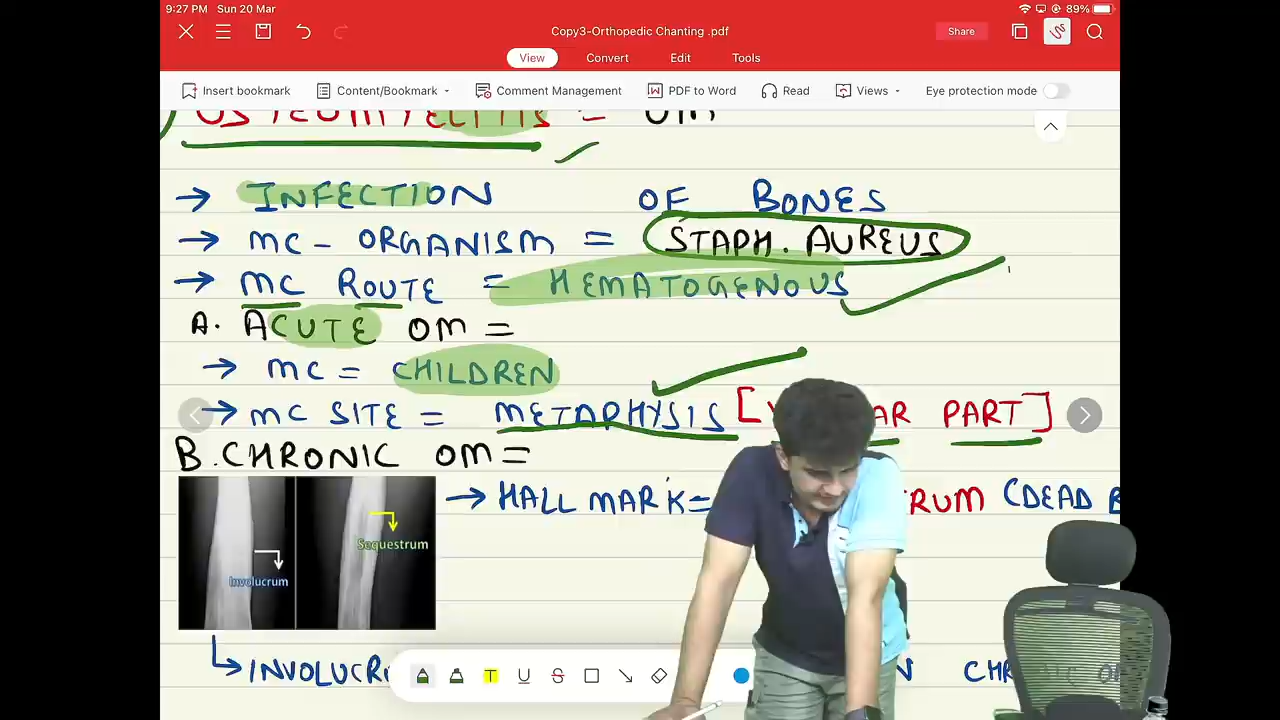 9:27 PM Sun 20 Mar 89%
Copy3-Orthopedic Chanting .pdf
Share
View Convert Edit Tools
Insert bookmark Content/Bookmark Comment Management PDF to Word Read Views Eye protection mode
= OM
→ INFECTION OF BONES
→ MC - ORGANISM = STAPH. AUREUS
→ MC ROUTE = HEMATOGENOUS
A. ACUTE OM =
→ MC = CHILDREN
→ MC SITE = METAPHYSIS [ PART]
B. CHRONIC OM =
→ HALL MARK = (DEAD
Sequestrum
Involucrum